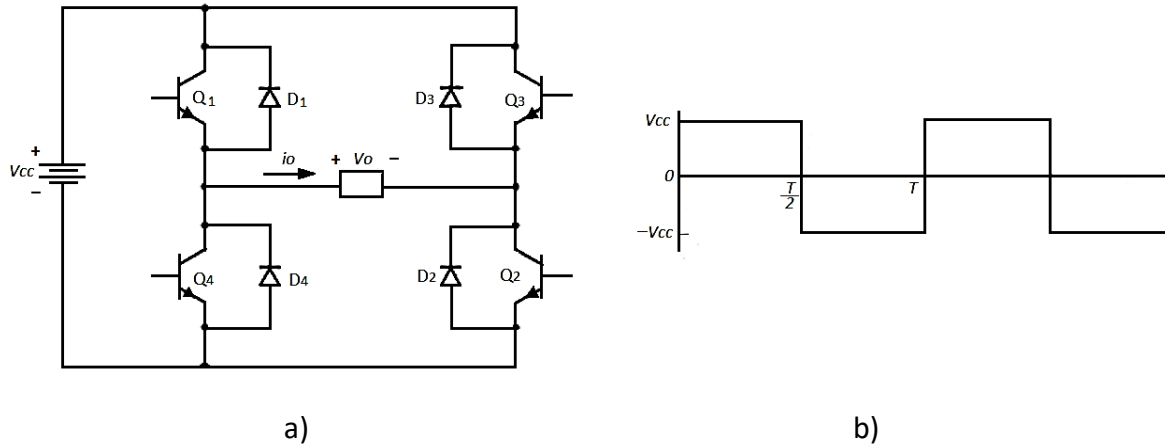 +
Vcc
−
Q1
D1
D3
Q3
io
+ Vo −
Q4
D4
D2
Q2
Vcc
0
T
2
T
−Vcc
a)
b)